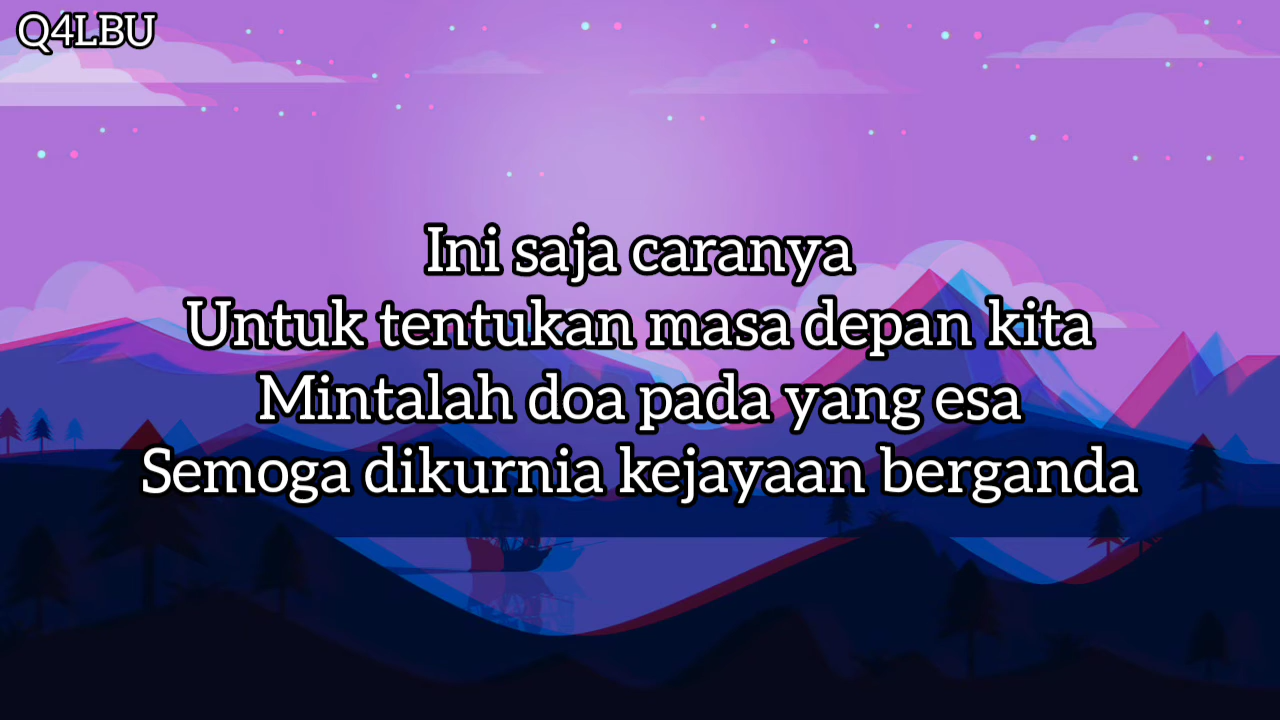 Q4LBU
Ini saja caranya
Untuk tentukan masa depan kita
Mintalah doa pada yang esa
Semoga dikurnia kejayaan berganda